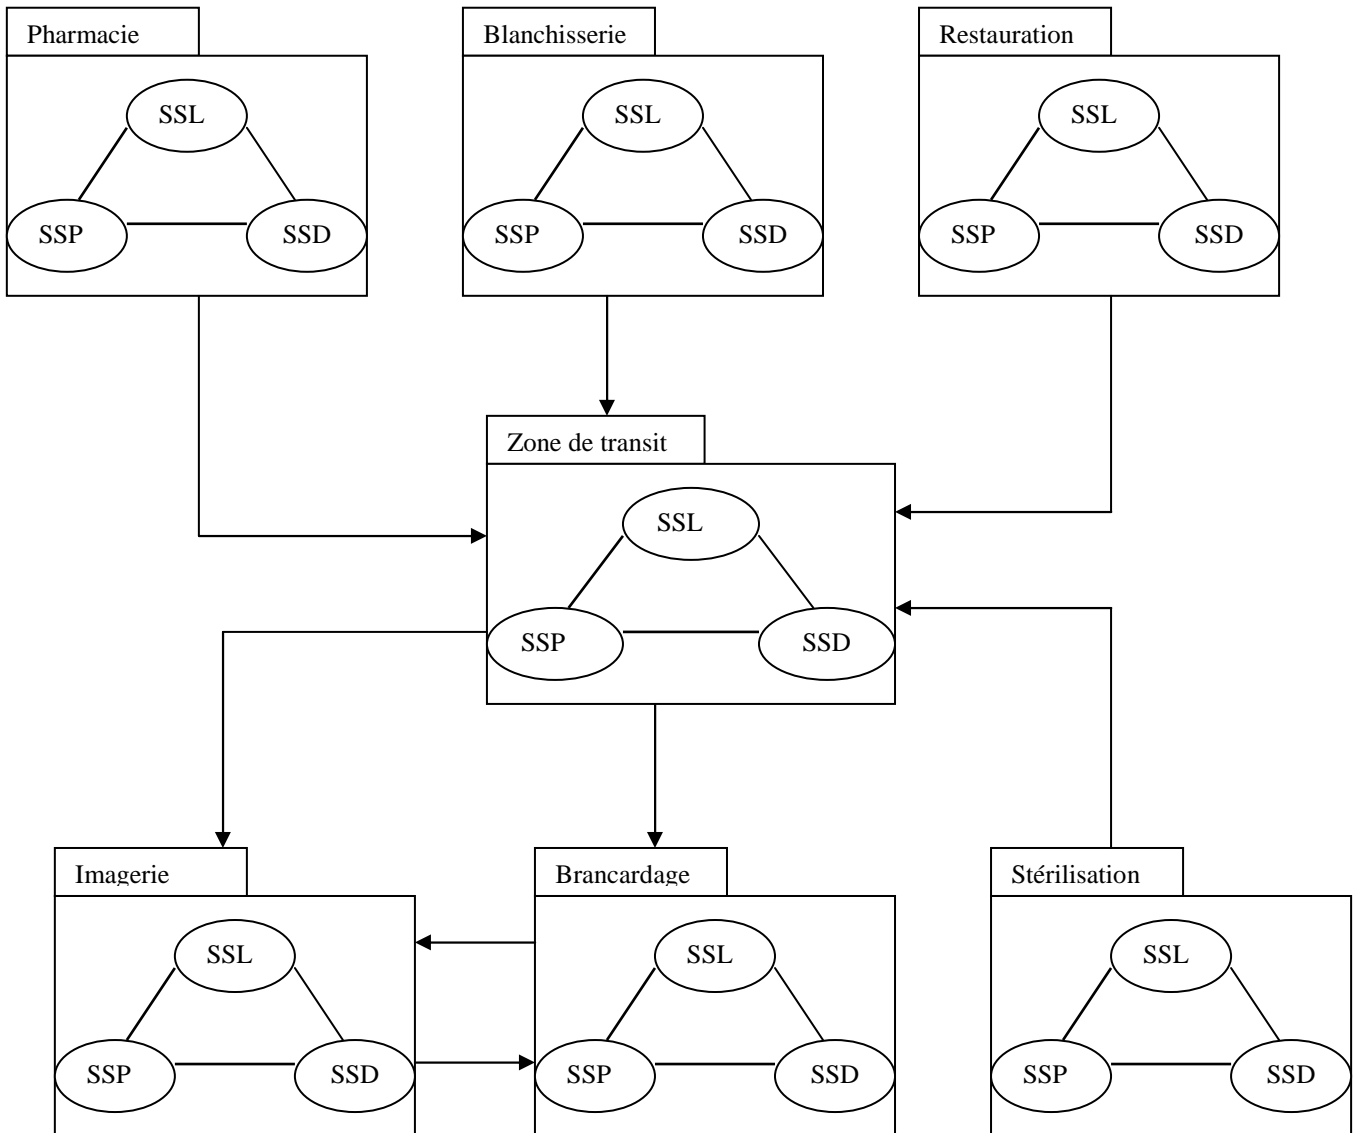 Pharmacie
Blanchisserie
Restauration
SSL
SSL
SSL
SSP
SSD
SSP
SSD
SSP
SSD
Zone de transit
SSL
SSP
SSD
Imagerie
Brancardage
Stérilisation
SSL
SSL
SSL
SSP
SSD
SSP
SSD
SSP
SSD